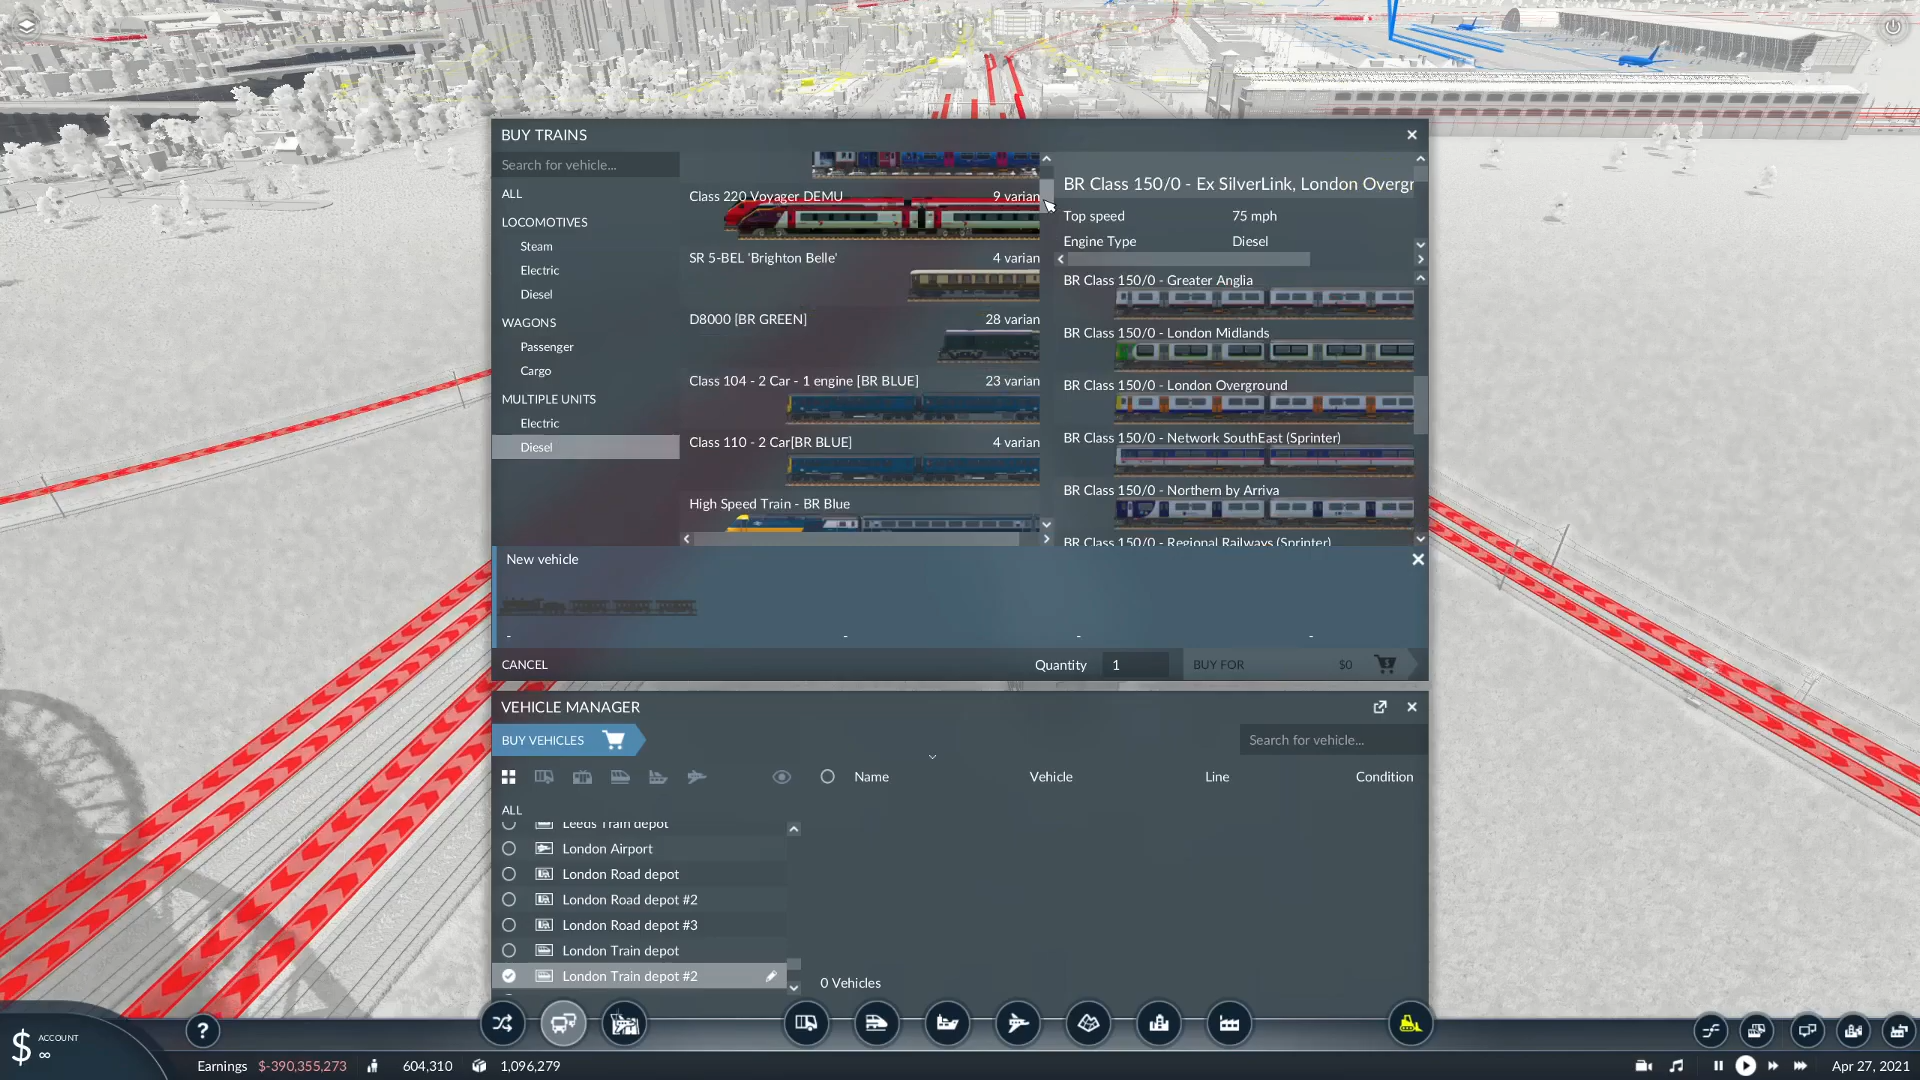 BUY TRAINS
Search for vehicle...
ALL
LOCOMOTIVES
Steam
Electric
Diesel
WAGONS
Passenger
Cargo
MULTIPLE UNITS
Electric
Diesel
Class 220 Voyager DEMU 9 varian
SR 5-BEL 'Brighton Belle' 4 varian
D8000 [BR GREEN] 28 varian
Class 104 - 2 Car - 1 engine [BR BLUE] 23 varian
Class 110 - 2 Car[BR BLUE] 4 varian
High Speed Train - BR Blue
BR Class 150/0 - Ex SilverLink, London Overgr
Top speed 75 mph
Engine Type Diesel
BR Class 150/0 - Greater Anglia
BR Class 150/0 - London Midlands
BR Class 150/0 - London Overground
BR Class 150/0 - Network SouthEast (Sprinter)
BR Class 150/0 - Northern by Arriva
BR Class 150/0 - Regional Railways (Sprinter)
New vehicle
- - - -
CANCEL Quantity 1 BUY FOR $0
VEHICLE MANAGER
BUY VEHICLES Search for vehicle...
Name Vehicle Line Condition
ALL
Leeds Train depot
London Airport
London Road depot
London Road depot #2
London Road depot #3
London Train depot
London Train depot #2
0 Vehicles
$ ACCOUNT
∞
?
Earnings $-390,355,273 604,310 1,096,279 Apr 27, 2021